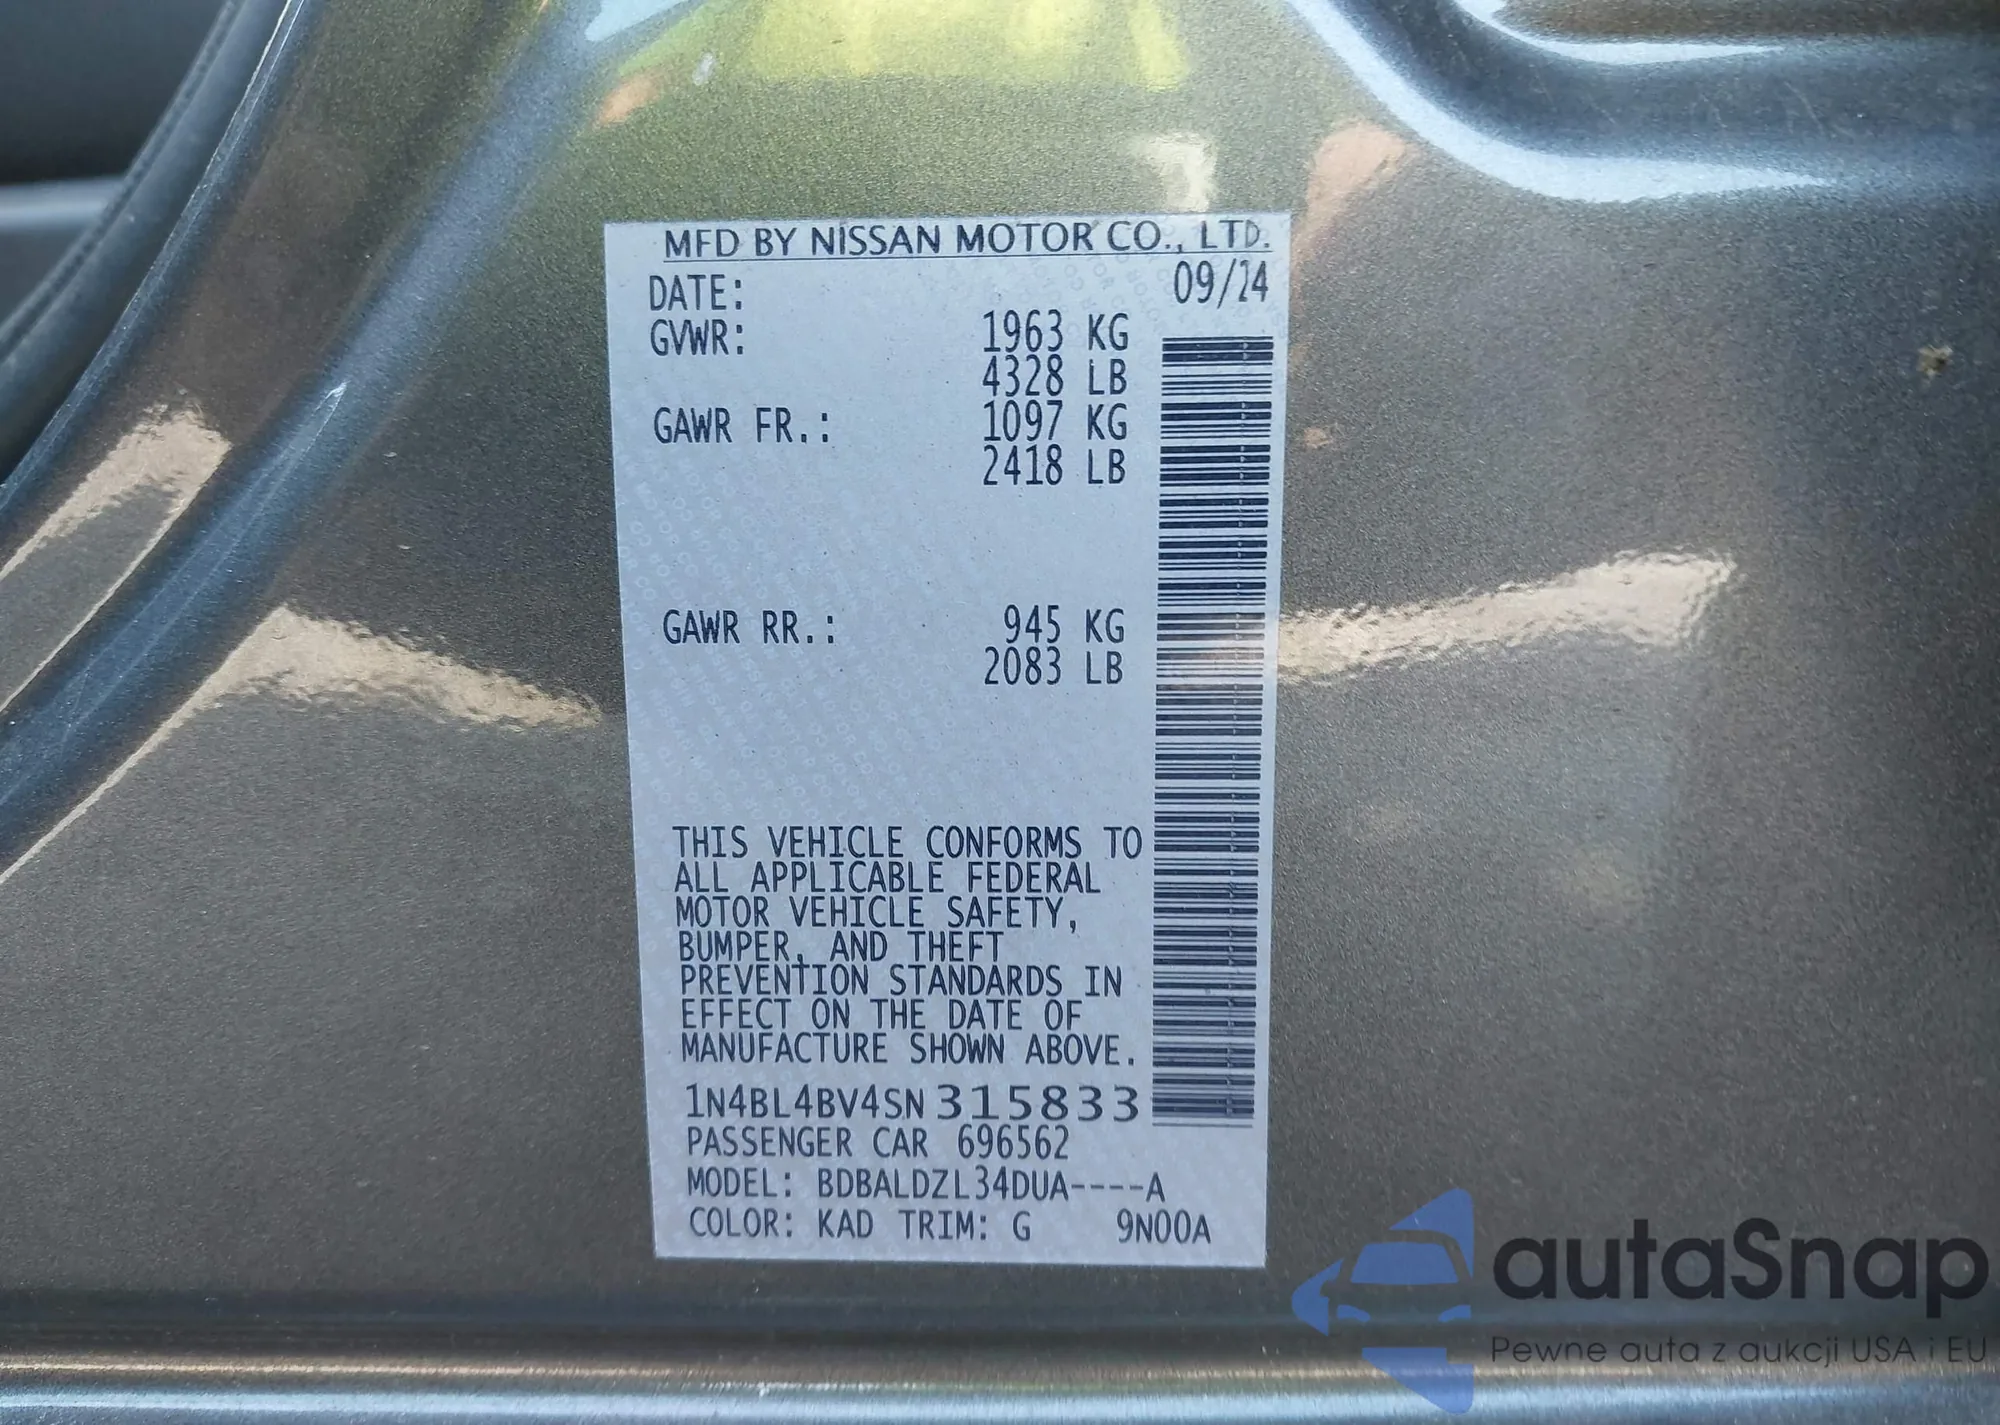 MFD BY NISSAN MOTOR CO., LTD.
DATE: 09/24
GVWR: 1963 KG
4328 LB
GAWR FR.: 1097 KG
2418 LB
GAWR RR.: 945 KG
2083 LB
THIS VEHICLE CONFORMS TO
ALL APPLICABLE FEDERAL
MOTOR VEHICLE SAFETY,
BUMPER, AND THEFT
PREVENTION STANDARDS IN
EFFECT ON THE DATE OF
MANUFACTURE SHOWN ABOVE.
1N4BL4BV4SN315833
PASSENGER CAR 696562
MODEL: BDBALDZL34DUA----A
COLOR: KAD TRIM: G 9N00A
autaSnap
Pewne auta z aukcji USA i EU